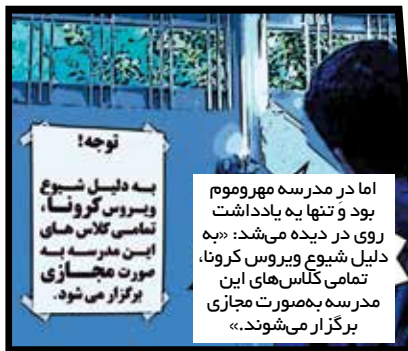 توجه!
به دلیل شیوع
ویروس کرونا،
تمامی کلاس های
این مدرسه به
صورت مجازی
برگزار می شود.
اما درِ مدرسه مهروموم
بود وَ تنها یه یادداشت
روی در دیده می‌شد: «به
دلیل شیوع ویروس کرونا،
تمامی کلاس‌های این
مدرسه به‌صورت مجازی
برگزار می‌شوند.»